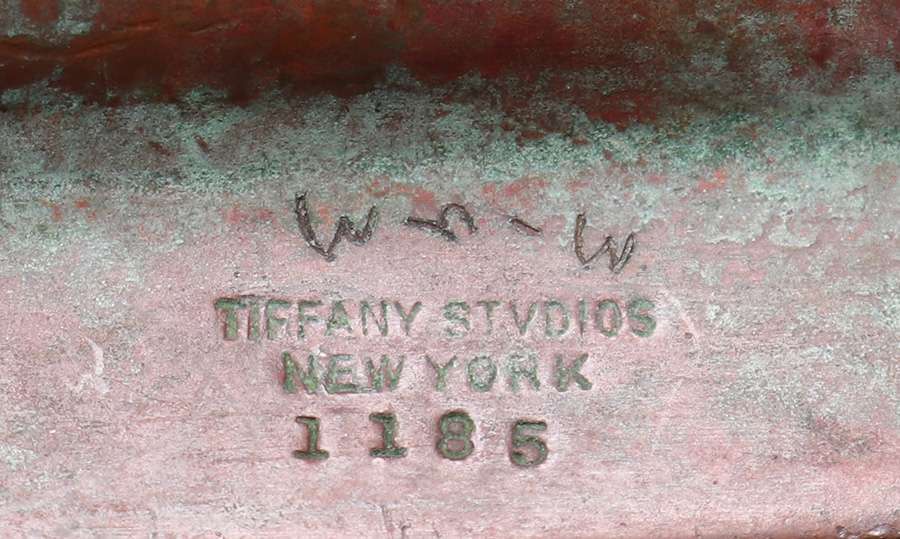 TIFFANY STVDIOS
NEW YORK
1185